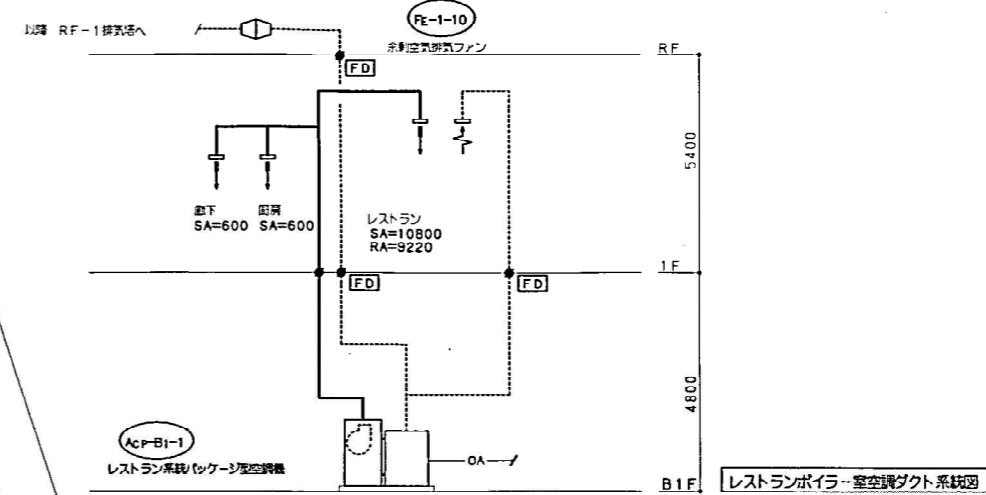 FE-1-10
以降 RF-1排気塔へ
余剰空気排気ファン
RF
FD
5400
廊下
SA=600
厨房
SA=600
レストラン
SA=10800
RA=9220
1F
FD
FD
4800
ACP-B1-1
レストラン系統パッケージ型空調機
OA
B1F
レストランボイラー室空調ダクト系統図